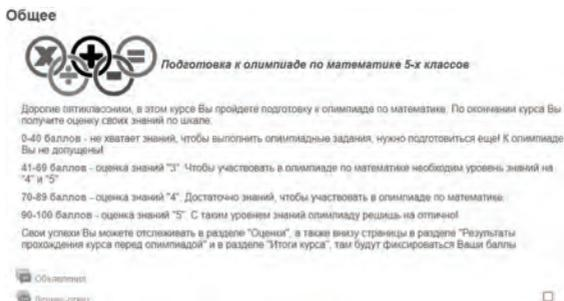 Общее
Подготовка к олимпиаде по математике 5-х классов
Дорогие пятиклассники, в этом курсе Вы пройдете подготовку к олимпиаде по математике. По окончании курса Вы
получите оценку своих знаний по шкале:
0-40 баллов - не хватает знаний, чтобы выполнить олимпиадные задания, нужно подготовиться еще! К олимпиаде
Вы не допущены!
41-69 баллов - оценка знаний "3". Чтобы участвовать в олимпиаде по математике необходим уровень знаний на
"4" и "5"
70-89 баллов - оценка знаний "4". Достаточно знаний, чтобы участвовать в олимпиаде по математике.
90-100 баллов - оценка знаний "5". С таким уровнем знаний олимпиаду решишь на отлично!
Свои успехи Вы можете отслеживать в разделе "Оценки", а также внизу страницы в разделе "Результаты
прохождения курса перед олимпиадой" и в разделе "Итоги курса", там будут фиксироваться Ваши баллы
Объявления